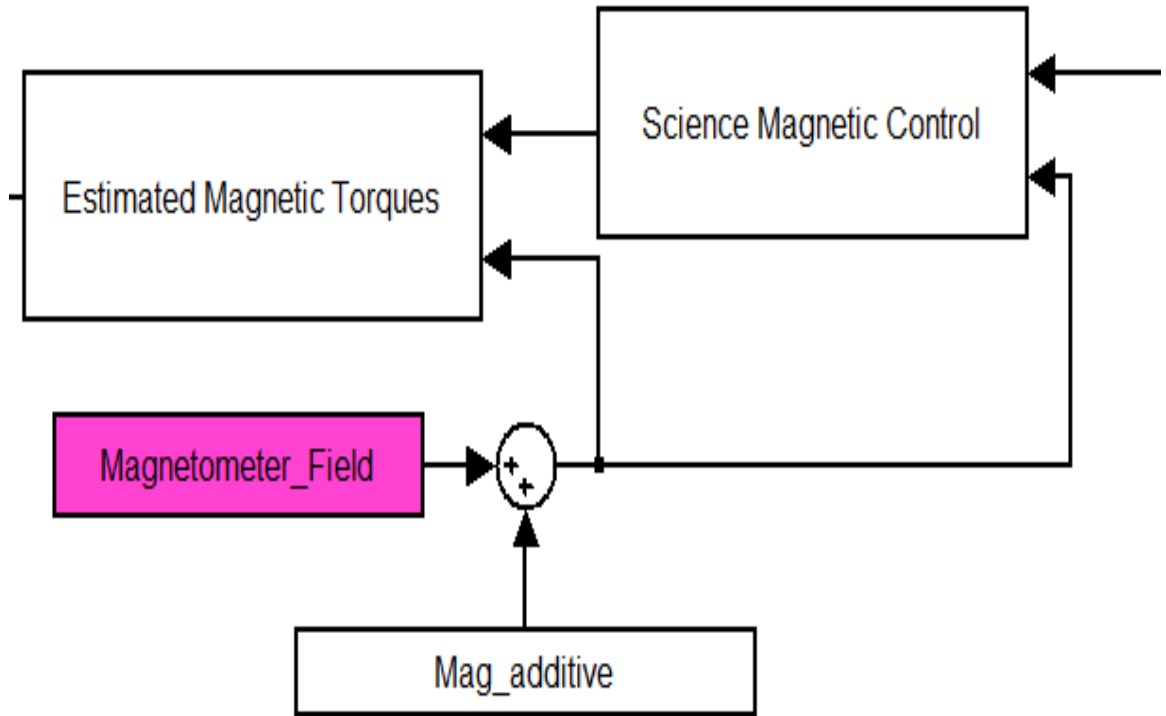 Science Magnetic Control
Estimated Magnetic Torques
Magnetometer_Field
+
+
Mag_additive